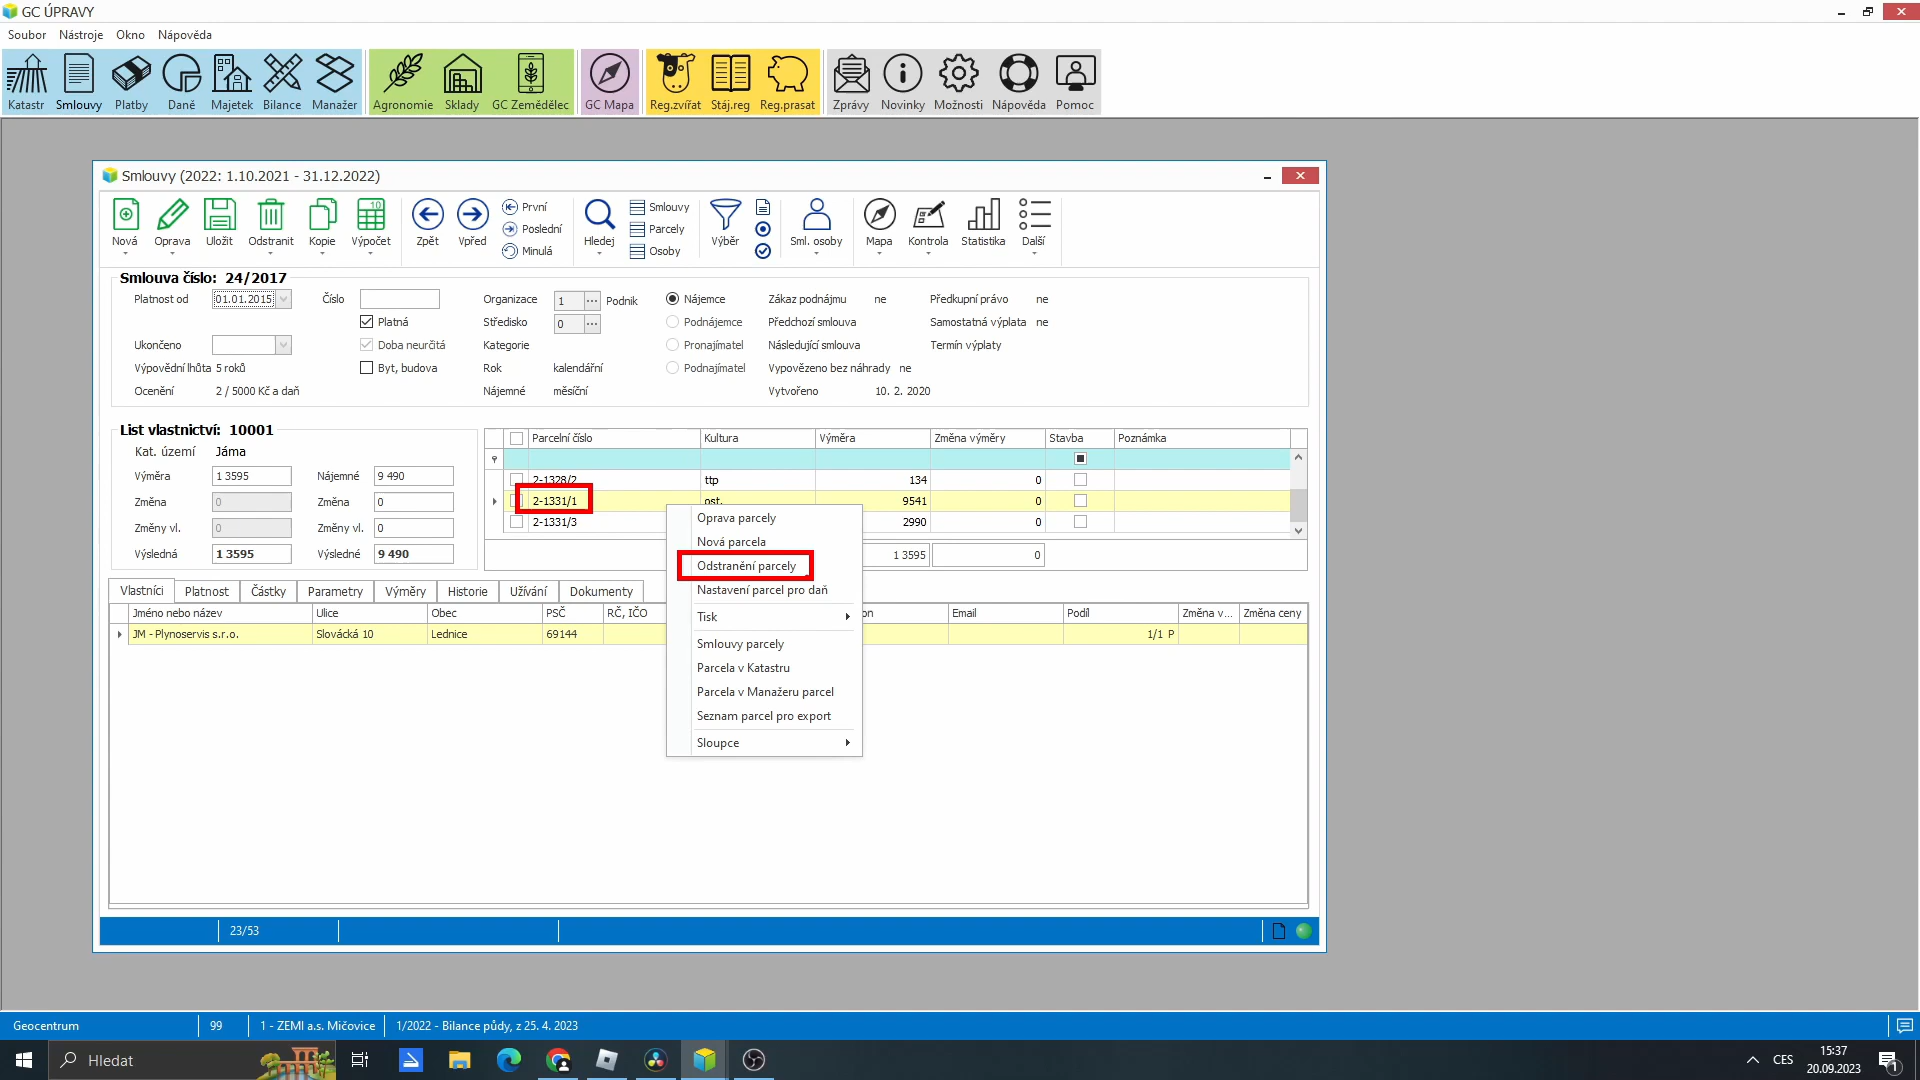 GC ÚPRAVY
Soubor Nástroje Okno Nápověda
Katastr Smlouvy Platby Daně Majetek Bilance Manažer Agronomie Sklady GC Zemědělec GC Mapa Reg.zvířat Stáj.reg Reg.prasat Zprávy Novinky Možnosti Nápověda Pomoc
Smlouvy (2022: 1.10.2021 - 31.12.2022)
Nová Oprava Uložit Odstranit Kopie Výpočet Zpět Vpřed Hledej Výběr Sml. osoby Mapa Kontrola Statistika Další
10
První Smlouvy
Poslední Parcely
Minulá Osoby
Smlouva číslo: 24/2017
Platnost od 01.01.2015 Číslo Organizace 1 Podnik Nájemce Zákaz podnájmu ne Předkupní právo ne
Platná Středisko 0 Podnájemce Předchozí smlouva Samostatná výplata ne
Ukončeno Doba neurčitá Kategorie Pronajímatel Následující smlouva Termín výplaty
Výpovědní lhůta 5 roků Byt, budova Rok kalendářní Podnajímatel Vypovězeno bez náhrady ne
Ocenění 2 / 5000 Kč a daň Nájemné měsíční Vytvořeno 10. 2. 2020
List vlastnictví: 10001
Kat. území Jáma
Výměra 1 3595 Nájemné 9 490
Změna 0 Změna 0
Změny vl. 0 Změny vl. 0
Výsledná 1 3595 Výsledné 9 490
Parcelní číslo Kultura Výměra Změna výměry Stavba Poznámka
2-1328/2 ttp 134 0
2-1331/1 ost. 9541 0
2-1331/3 2990 0
1 3595 0
Oprava parcely
Nová parcela
Odstranění parcely
Nastavení parcel pro daň
Tisk
Smlouvy parcely
Parcela v Katastru
Parcela v Manažeru parcel
Seznam parcel pro export
Sloupce
Vlastníci Platnost Částky Parametry Výměry Historie Užívání Dokumenty
Jméno nebo název Ulice Obec PSČ RČ, IČO Email Podíl Změna v... Změna ceny
JM - Plynoservis s.r.o. Slovácká 10 Lednice 69144 1/1 P
23/53
Geocentrum 99 1 - ZEMI a.s. Mičovice 1/2022 - Bilance půdy, z 25. 4. 2023
Hledat CES 15:37
20.09.2023
1